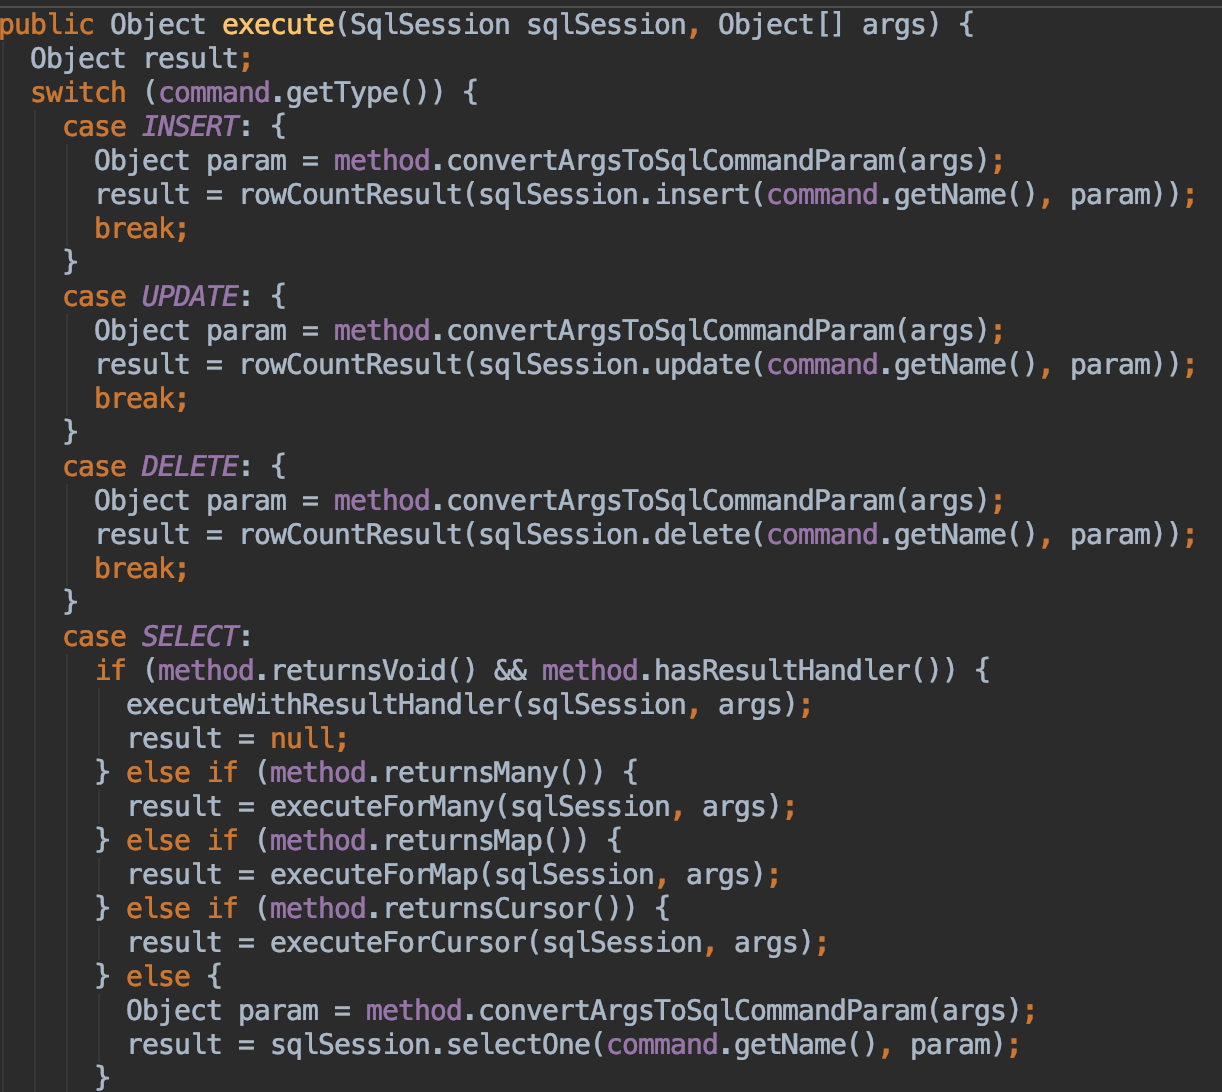 public Object execute(SqlSession sqlSession, Object[] args) {
  Object result;
  switch (command.getType()) {
    case INSERT: {
      Object param = method.convertArgsToSqlCommandParam(args);
      result = rowCountResult(sqlSession.insert(command.getName(), param));
      break;
    }
    case UPDATE: {
      Object param = method.convertArgsToSqlCommandParam(args);
      result = rowCountResult(sqlSession.update(command.getName(), param));
      break;
    }
    case DELETE: {
      Object param = method.convertArgsToSqlCommandParam(args);
      result = rowCountResult(sqlSession.delete(command.getName(), param));
      break;
    }
    case SELECT:
      if (method.returnsVoid() && method.hasResultHandler()) {
        executeWithResultHandler(sqlSession, args);
        result = null;
      } else if (method.returnsMany()) {
        result = executeForMany(sqlSession, args);
      } else if (method.returnsMap()) {
        result = executeForMap(sqlSession, args);
      } else if (method.returnsCursor()) {
        result = executeForCursor(sqlSession, args);
      } else {
        Object param = method.convertArgsToSqlCommandParam(args);
        result = sqlSession.selectOne(command.getName(), param);
      }